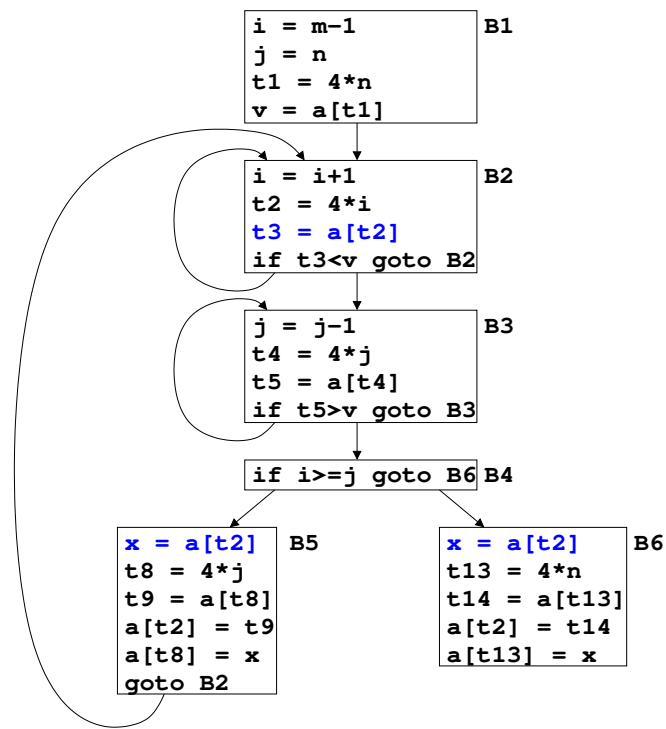 i = m−1 B1
j = n
t1 = 4*n
v = a[t1]
i = i+1 B2
t2 = 4*i
t3 = a[t2]
if t3<v goto B2
j = j−1 B3
t4 = 4*j
t5 = a[t4]
if t5>v goto B3
if i>=j goto B6 B4
x = a[t2] B5
t8 = 4*j
t9 = a[t8]
a[t2] = t9
a[t8] = x
goto B2
x = a[t2] B6
t13 = 4*n
t14 = a[t13]
a[t2] = t14
a[t13] = x